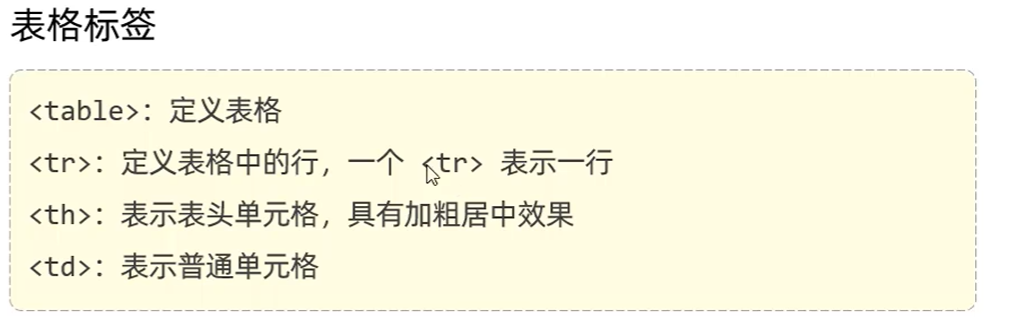 表格标签
<table>：定义表格
<tr>：定义表格中的行，一个 <tr> 表示一行
<th>：表示表头单元格，具有加粗居中效果
<td>：表示普通单元格